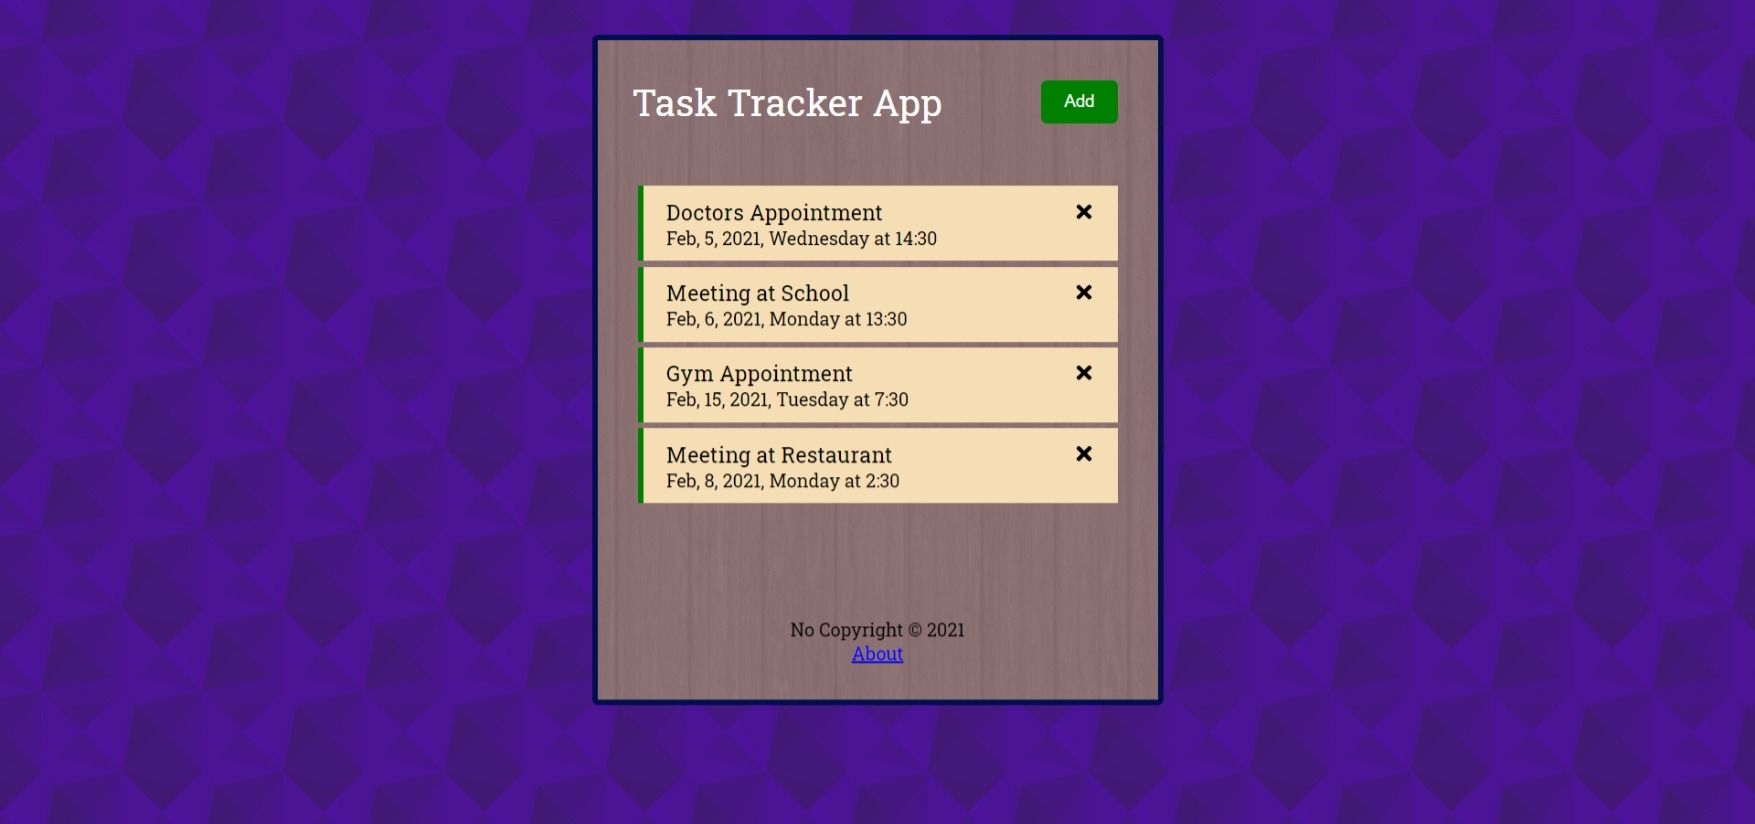 Task Tracker App
Add
Doctors Appointment
Feb, 5, 2021, Wednesday at 14:30
Meeting at School
Feb, 6, 2021, Monday at 13:30
Gym Appointment
Feb, 15, 2021, Tuesday at 7:30
Meeting at Restaurant
Feb, 8, 2021, Monday at 2:30
No Copyright © 2021
About